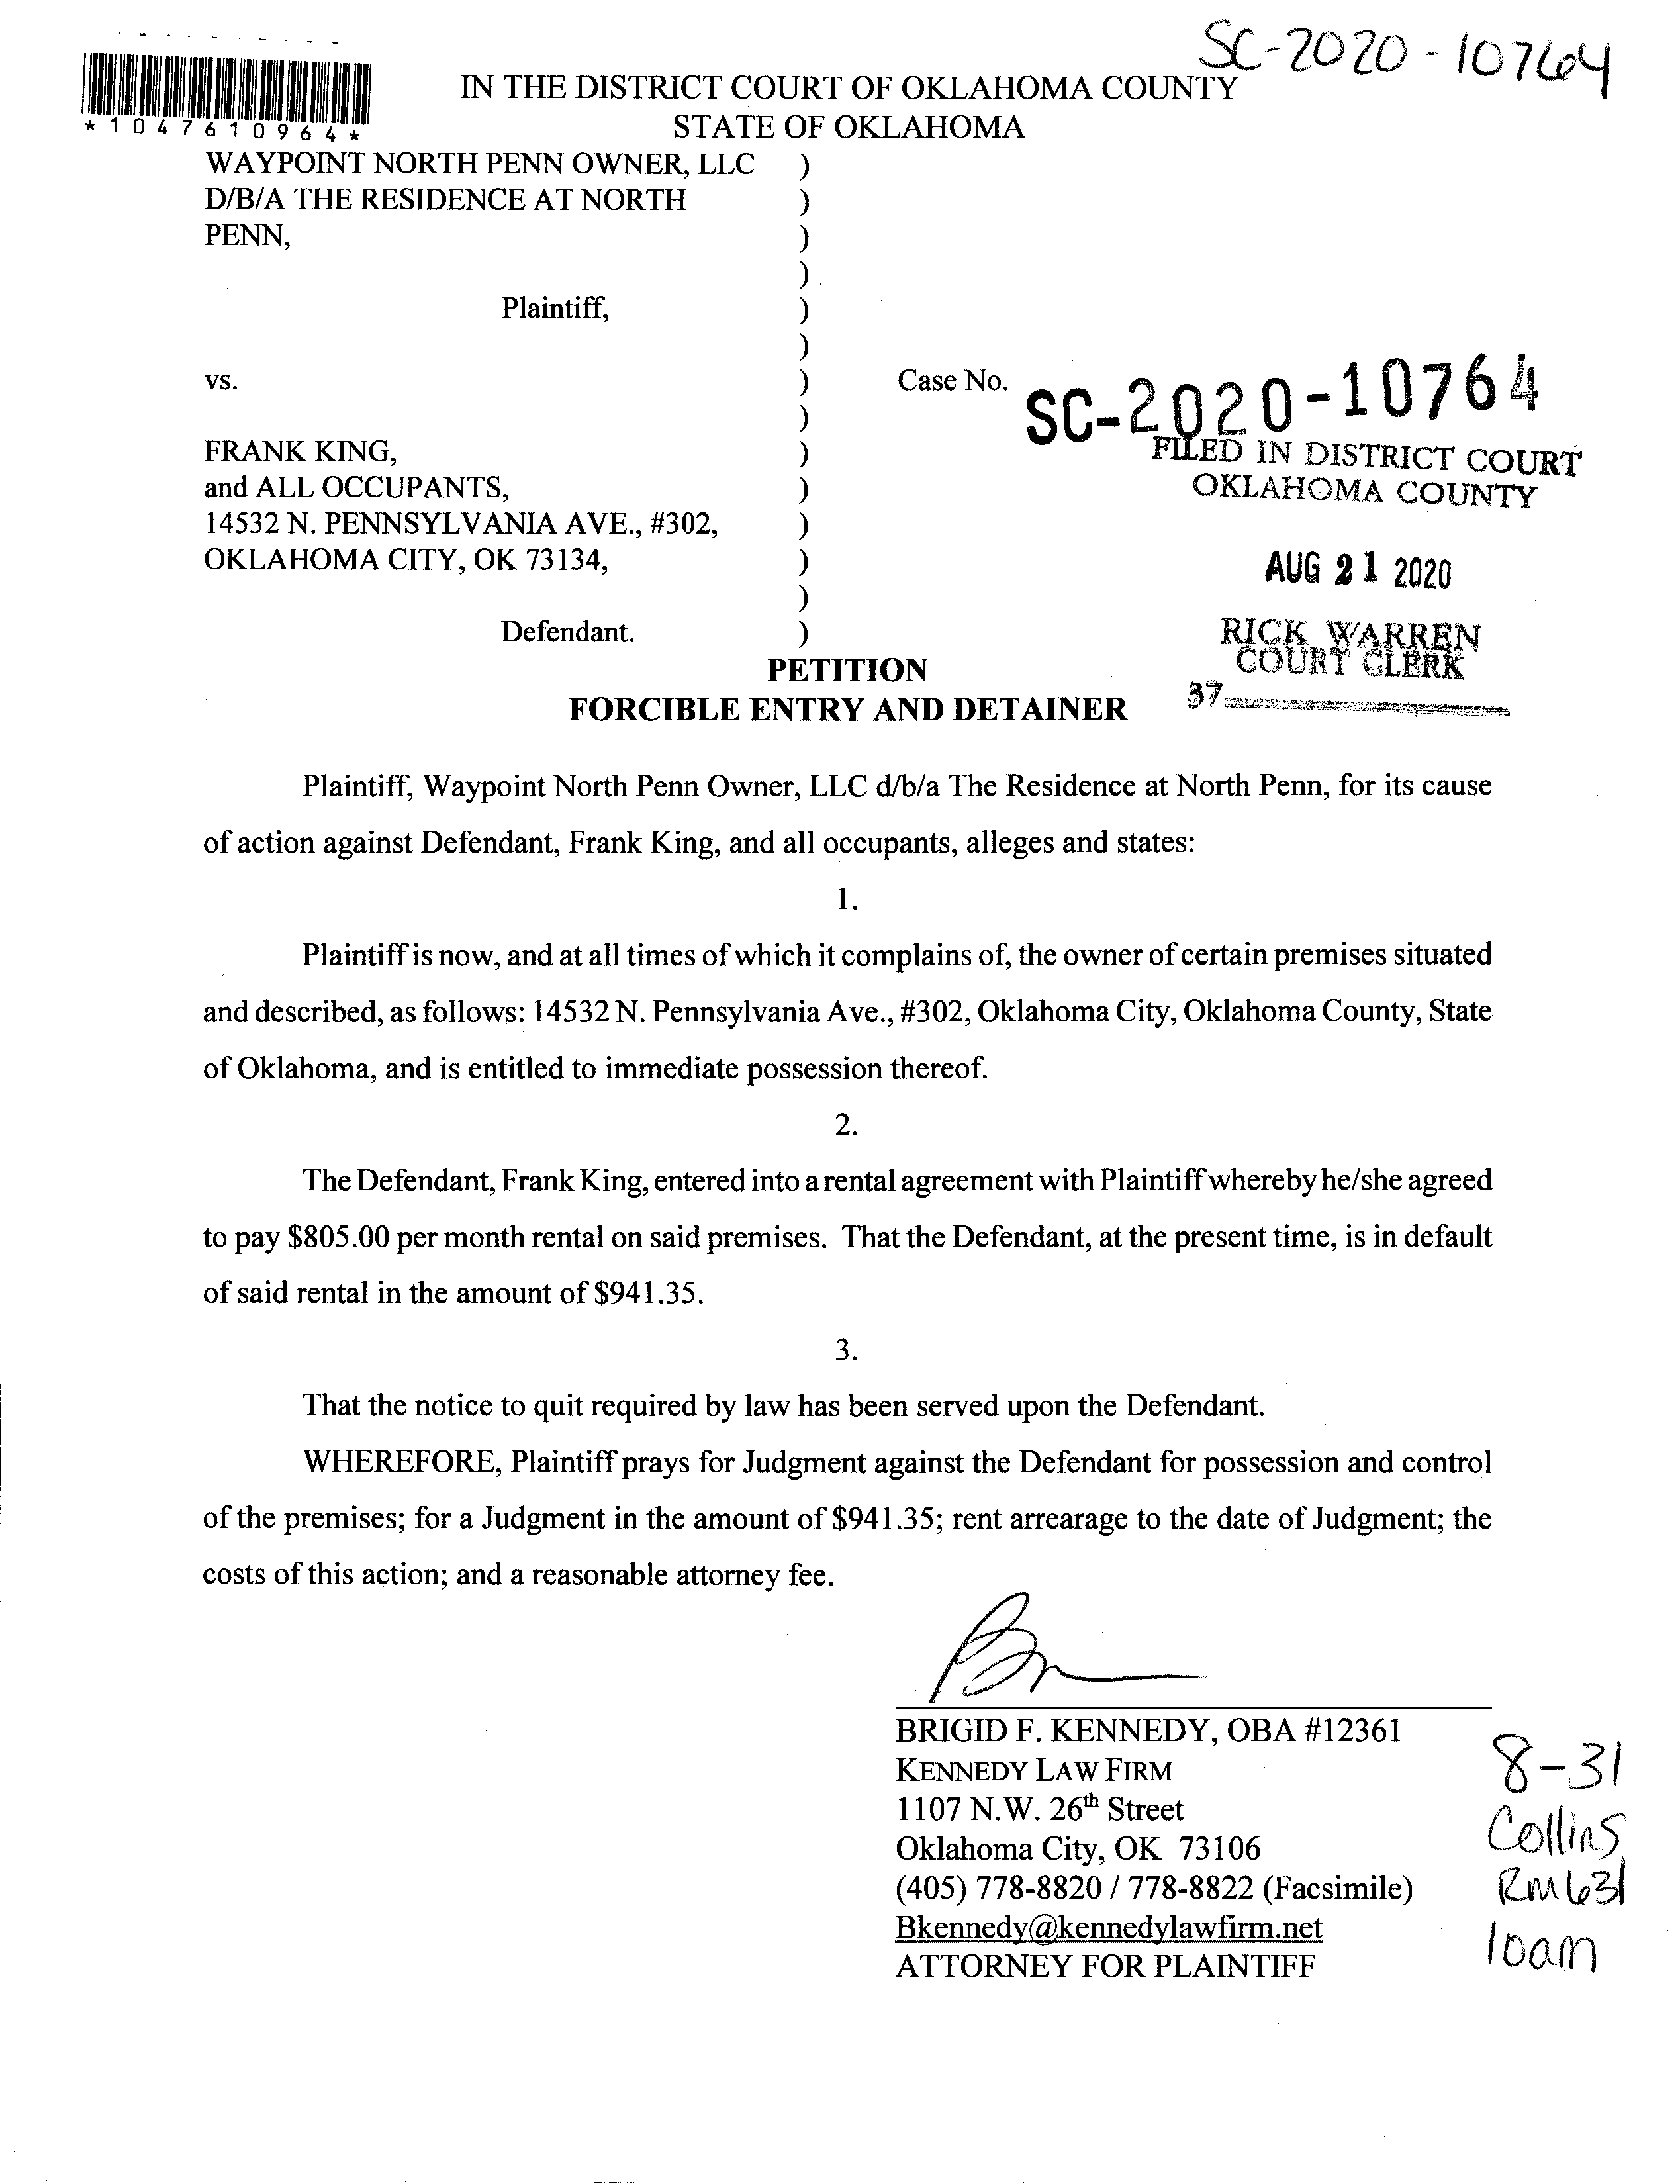 SC-2020-10764
*1047610964*
IN THE DISTRICT COURT OF OKLAHOMA COUNTY
STATE OF OKLAHOMA
WAYPOINT NORTH PENN OWNER, LLC )
D/B/A THE RESIDENCE AT NORTH )
PENN, )
)
Plaintiff, )
)
vs. ) Case No. SC-2020-10764
)
FRANK KING, ) FILED IN DISTRICT COURT
and ALL OCCUPANTS, ) OKLAHOMA COUNTY
14532 N. PENNSYLVANIA AVE., #302, )
OKLAHOMA CITY, OK 73134, ) AUG 21 2020
)
Defendant. ) RICK WARREN
COURT CLERK
37
PETITION
FORCIBLE ENTRY AND DETAINER
Plaintiff, Waypoint North Penn Owner, LLC d/b/a The Residence at North Penn, for its cause
of action against Defendant, Frank King, and all occupants, alleges and states:
1.
Plaintiff is now, and at all times of which it complains of, the owner of certain premises situated
and described, as follows: 14532 N. Pennsylvania Ave., #302, Oklahoma City, Oklahoma County, State
of Oklahoma, and is entitled to immediate possession thereof.
2.
The Defendant, Frank King, entered into a rental agreement with Plaintiff whereby he/she agreed
to pay $805.00 per month rental on said premises. That the Defendant, at the present time, is in default
of said rental in the amount of $941.35.
3.
That the notice to quit required by law has been served upon the Defendant.
WHEREFORE, Plaintiff prays for Judgment against the Defendant for possession and control
of the premises; for a Judgment in the amount of $941.35; rent arrearage to the date of Judgment; the
costs of this action; and a reasonable attorney fee.
BRIGID F. KENNEDY, OBA #12361
KENNEDY LAW FIRM
1107 N.W. 26th Street
Oklahoma City, OK 73106
(405) 778-8820 / 778-8822 (Facsimile)
Bkennedy@kennedylawfirm.net
ATTORNEY FOR PLAINTIFF
8-31
Collins
Rm 631
10am